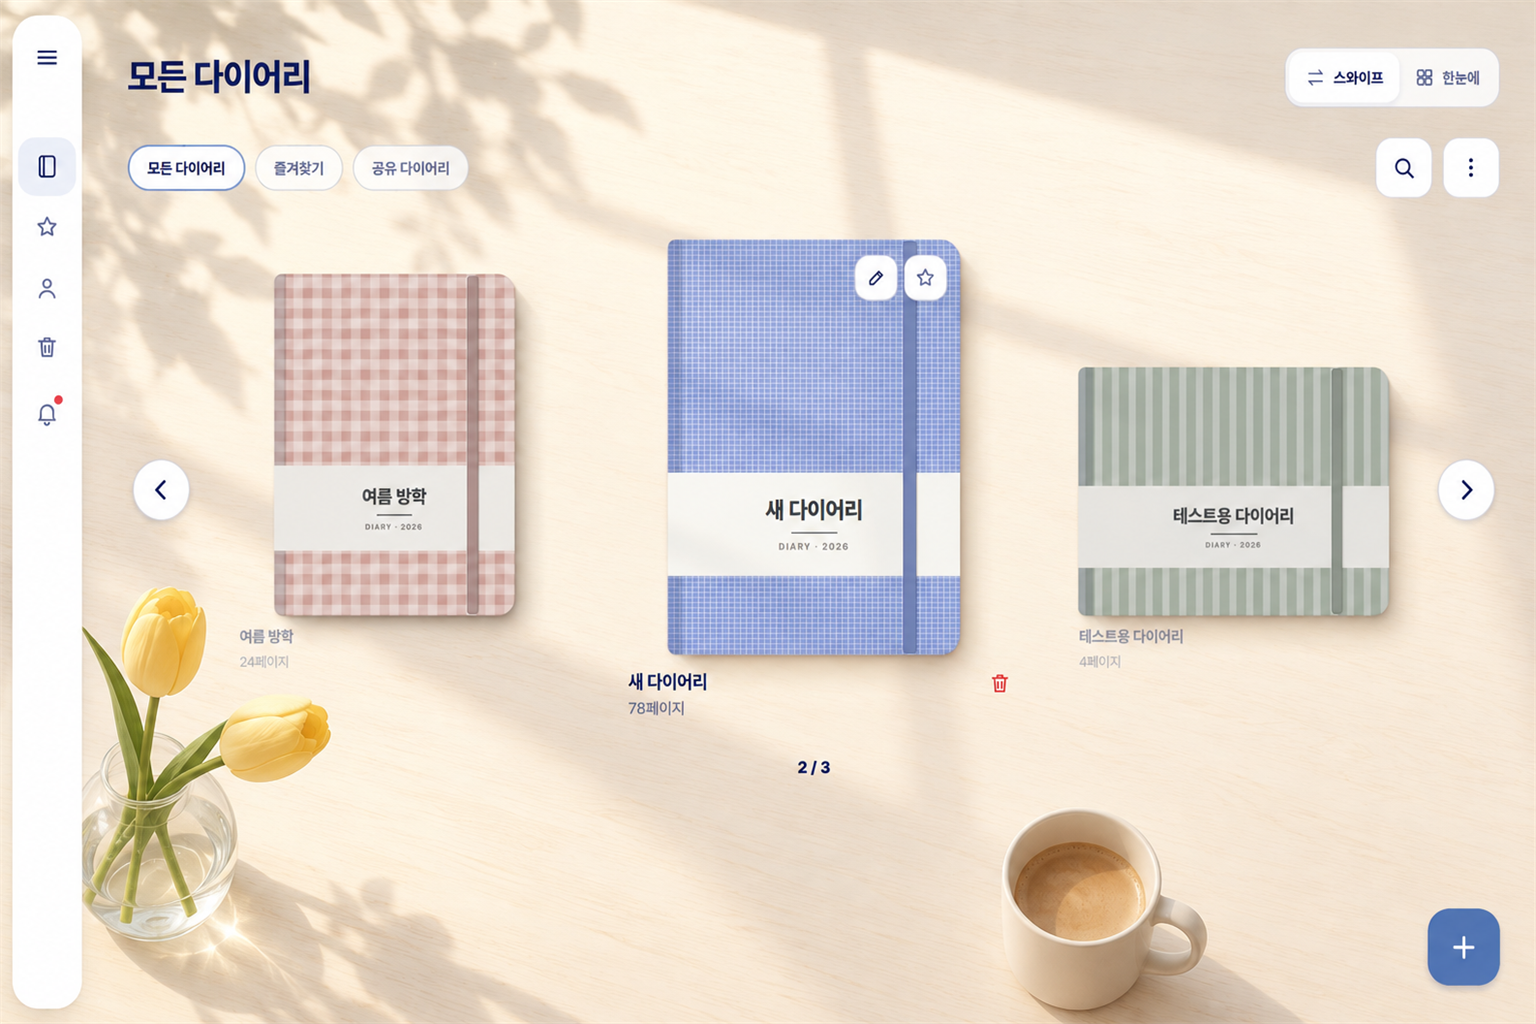 모든 다이어리
스와이프
한눈에
모든 다이어리
즐겨찾기
공유 다이어리
여름 방학
DIARY · 2026
새 다이어리
DIARY · 2026
테스트용 다이어리
DIARY · 2026
여름 방학
24페이지
새 다이어리
78페이지
테스트용 다이어리
4페이지
2 / 3